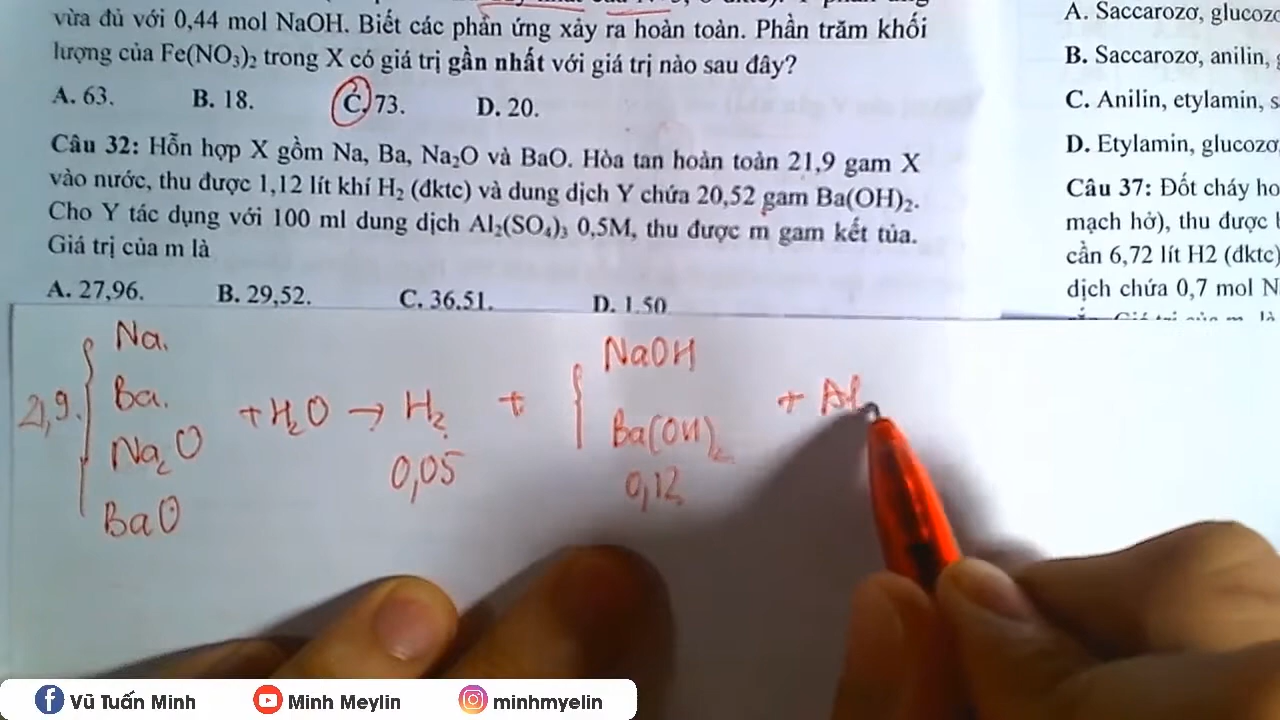 vừa đủ với 0,44 mol NaOH. Biết các phản ứng xảy ra hoàn toàn. Phần trăm khối
lượng của Fe(NO₃)₂ trong X có giá trị gần nhất với giá trị nào sau đây?
A. 63. B. 18. C. 73. D. 20.
Câu 32: Hỗn hợp X gồm Na, Ba, Na₂O và BaO. Hòa tan hoàn toàn 21,9 gam X
vào nước, thu được 1,12 lít khí H₂ (đktc) và dung dịch Y chứa 20,52 gam Ba(OH)₂.
Cho Y tác dụng với 100 ml dung dịch Al₂(SO₄)₃ 0,5M, thu được m gam kết tủa.
Giá trị của m là
A. 27,96. B. 29,52. C. 36,51. D. 1,50
A. Saccarozơ, glucozơ
B. Saccarozơ, anilin,
C. Anilin, etylamin,
D. Etylamin, glucozơ,
Câu 37: Đốt cháy
mạch hở), thu được
cần 6,72 lít H2 (đktc)
dịch chứa 0,7 mol
21,9 { Na.
Ba.
Na₂O
BaO
+ H₂O → H₂ + { NaOH
0,05
Ba(OH)₂
0,12
+ Al
Vũ Tuấn Minh
Minh Meylin
minhmyelin